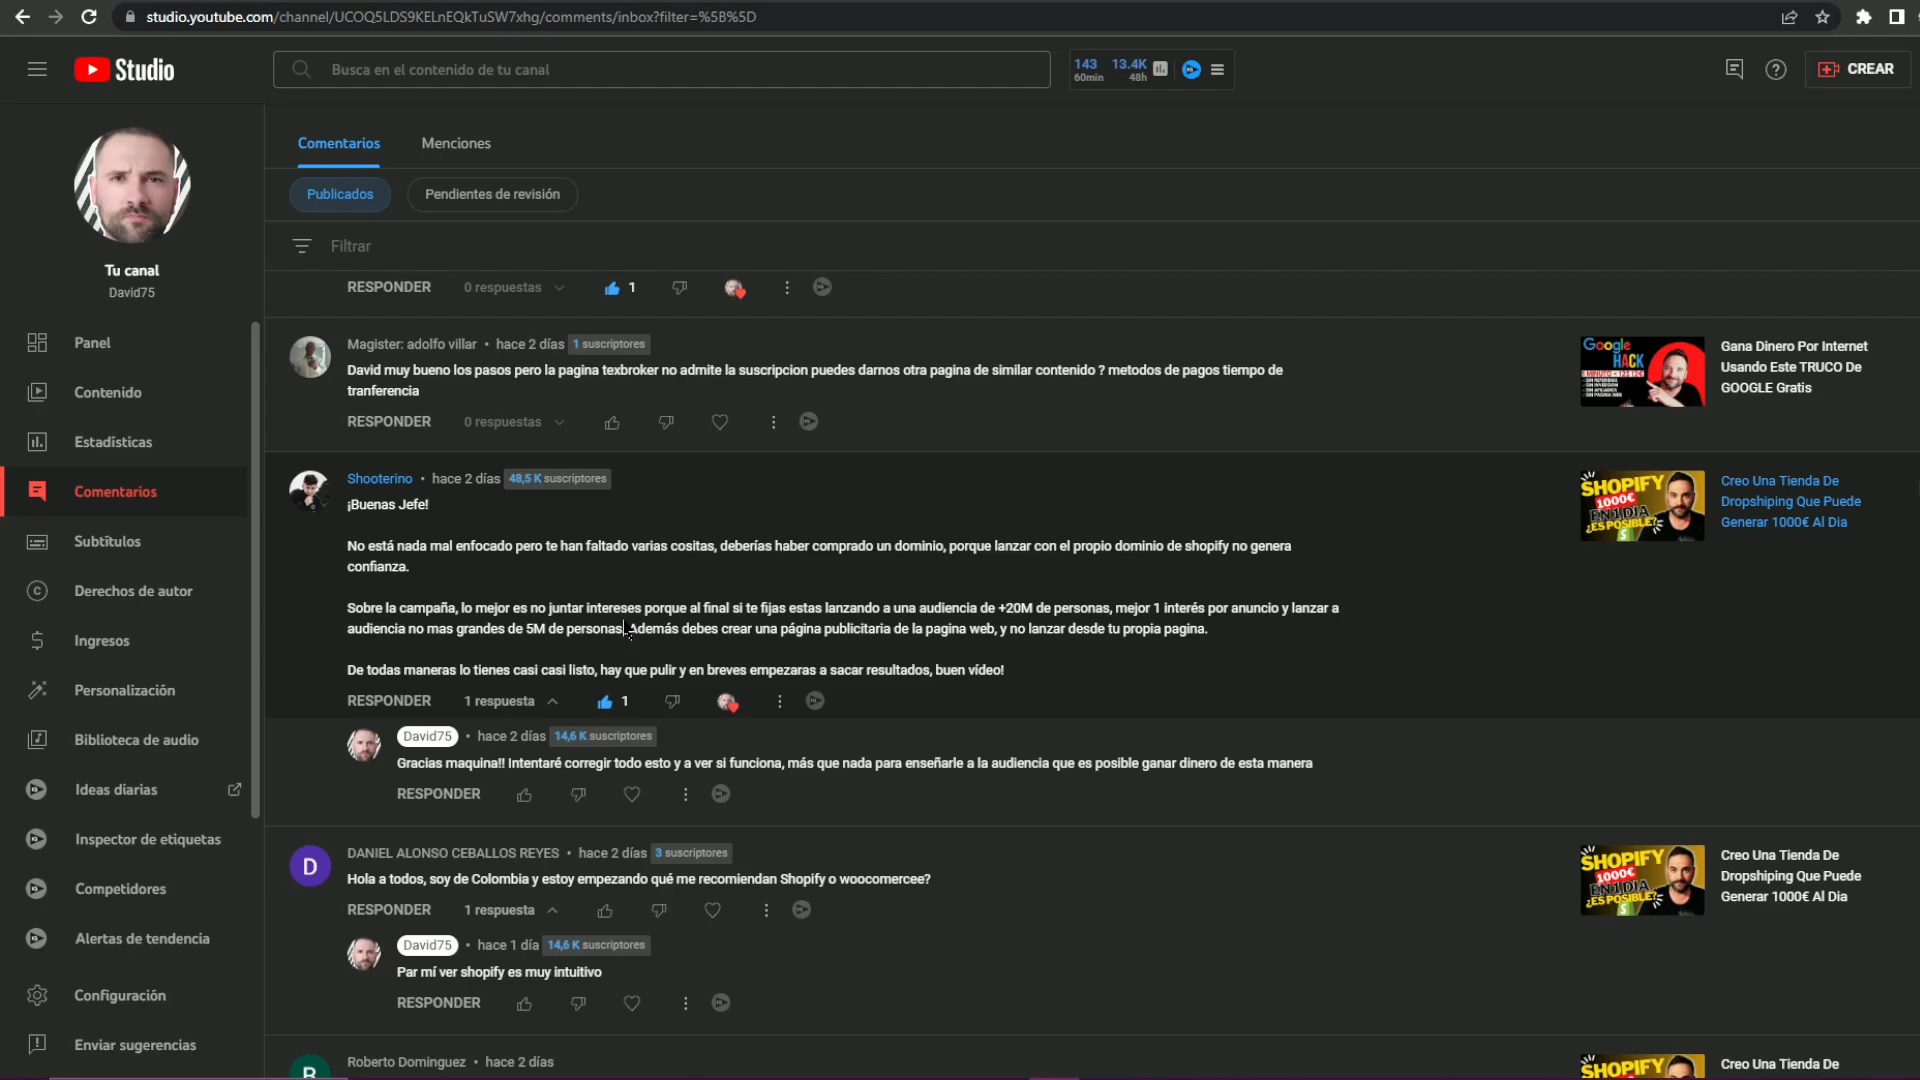 studio.youtube.com/channel/UCOQ5LDS9KELnEQkTuSW7xhg/comments/inbox?filter=%5B%5D
Studio
Busca en el contenido de tu canal
143 60min
13.4K 48h
CREAR
Tu canal
David75
Panel
Contenido
Estadísticas
Comentarios
Subtítulos
Derechos de autor
Ingresos
Personalización
Biblioteca de audio
Ideas diarias
Inspector de etiquetas
Competidores
Alertas de tendencia
Configuración
Enviar sugerencias
Comentarios
Menciones
Publicados
Pendientes de revisión
Filtrar
RESPONDER 0 respuestas 1
Magister: adolfo villar • hace 2 días 1 suscriptores
David muy bueno los pasos pero la pagina texbroker no admite la suscripcion puedes darnos otra pagina de similar contenido ? metodos de pagos tiempo de
tranferencia
RESPONDER 0 respuestas
Google
HACK
1 MINUTO
Gana Dinero Por Internet
Usando Este TRUCO De
GOOGLE Gratis
Shooterino • hace 2 días 48,5 K suscriptores
¡Buenas Jefe!
No está nada mal enfocado pero te han faltado varias cositas, deberías haber comprado un dominio, porque lanzar con el propio dominio de shopify no genera
confianza.
Sobre la campaña, lo mejor es no juntar intereses porque al final si te fijas estas lanzando a una audiencia de +20M de personas, mejor 1 interés por anuncio y lanzar a
audiencia no mas grandes de 5M de personas. Además debes crear una página publicitaria de la pagina web, y no lanzar desde tu propia pagina.
De todas maneras lo tienes casi casi listo, hay que pulir y en breves empezaras a sacar resultados, buen vídeo!
RESPONDER 1 respuesta 1
SHOPIFY
1000€
EN 1 DIA
¿ES POSIBLE?
Creo Una Tienda De
Dropshiping Que Puede
Generar 1000€ Al Dia
David75 • hace 2 días 14,6 K suscriptores
Gracias maquina!! Intentaré corregir todo esto y a ver si funciona, más que nada para enseñarle a la audiencia que es posible ganar dinero de esta manera
RESPONDER
D
DANIEL ALONSO CEBALLOS REYES • hace 2 días 3 suscriptores
Hola a todos, soy de Colombia y estoy empezando qué me recomiendan Shopify o woocomercee?
RESPONDER 1 respuesta
SHOPIFY
1000€
EN 1 DIA
¿ES POSIBLE?
Creo Una Tienda De
Dropshiping Que Puede
Generar 1000€ Al Dia
David75 • hace 1 día 14,6 K suscriptores
Par mí ver shopify es muy intuitivo
RESPONDER
R
Roberto Dominguez • hace 2 días
SHOPIFY
Creo Una Tienda De